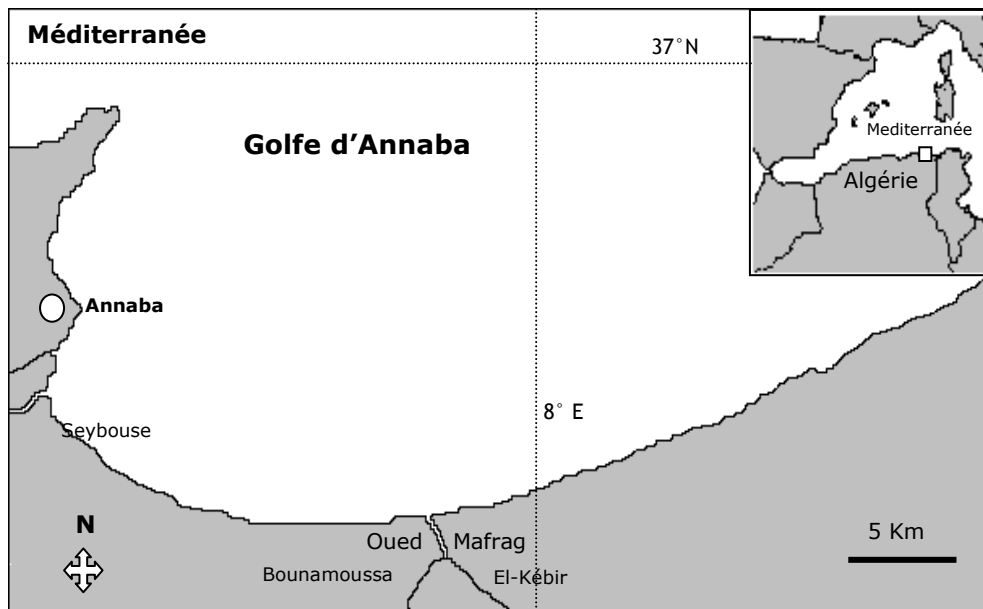 Méditerranée
37°N
Golfe d’Annaba
Mediterranée
Algérie
Annaba
8° E
Seybouse
N
5 Km
Oued Mafrag
Bounamoussa
El-Kébir